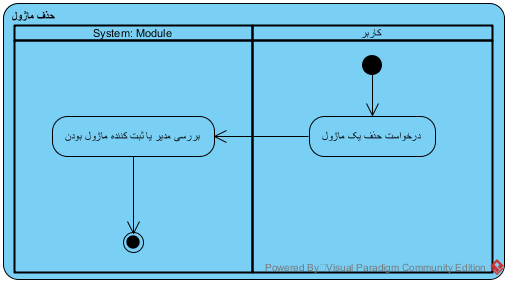 حذف ماژول
System: Module
کاربر
درخواست حذف یک ماژول
بررسی مدیر یا ثبت کننده ماژول بودن
Powered By Visual Paradigm Community Edition